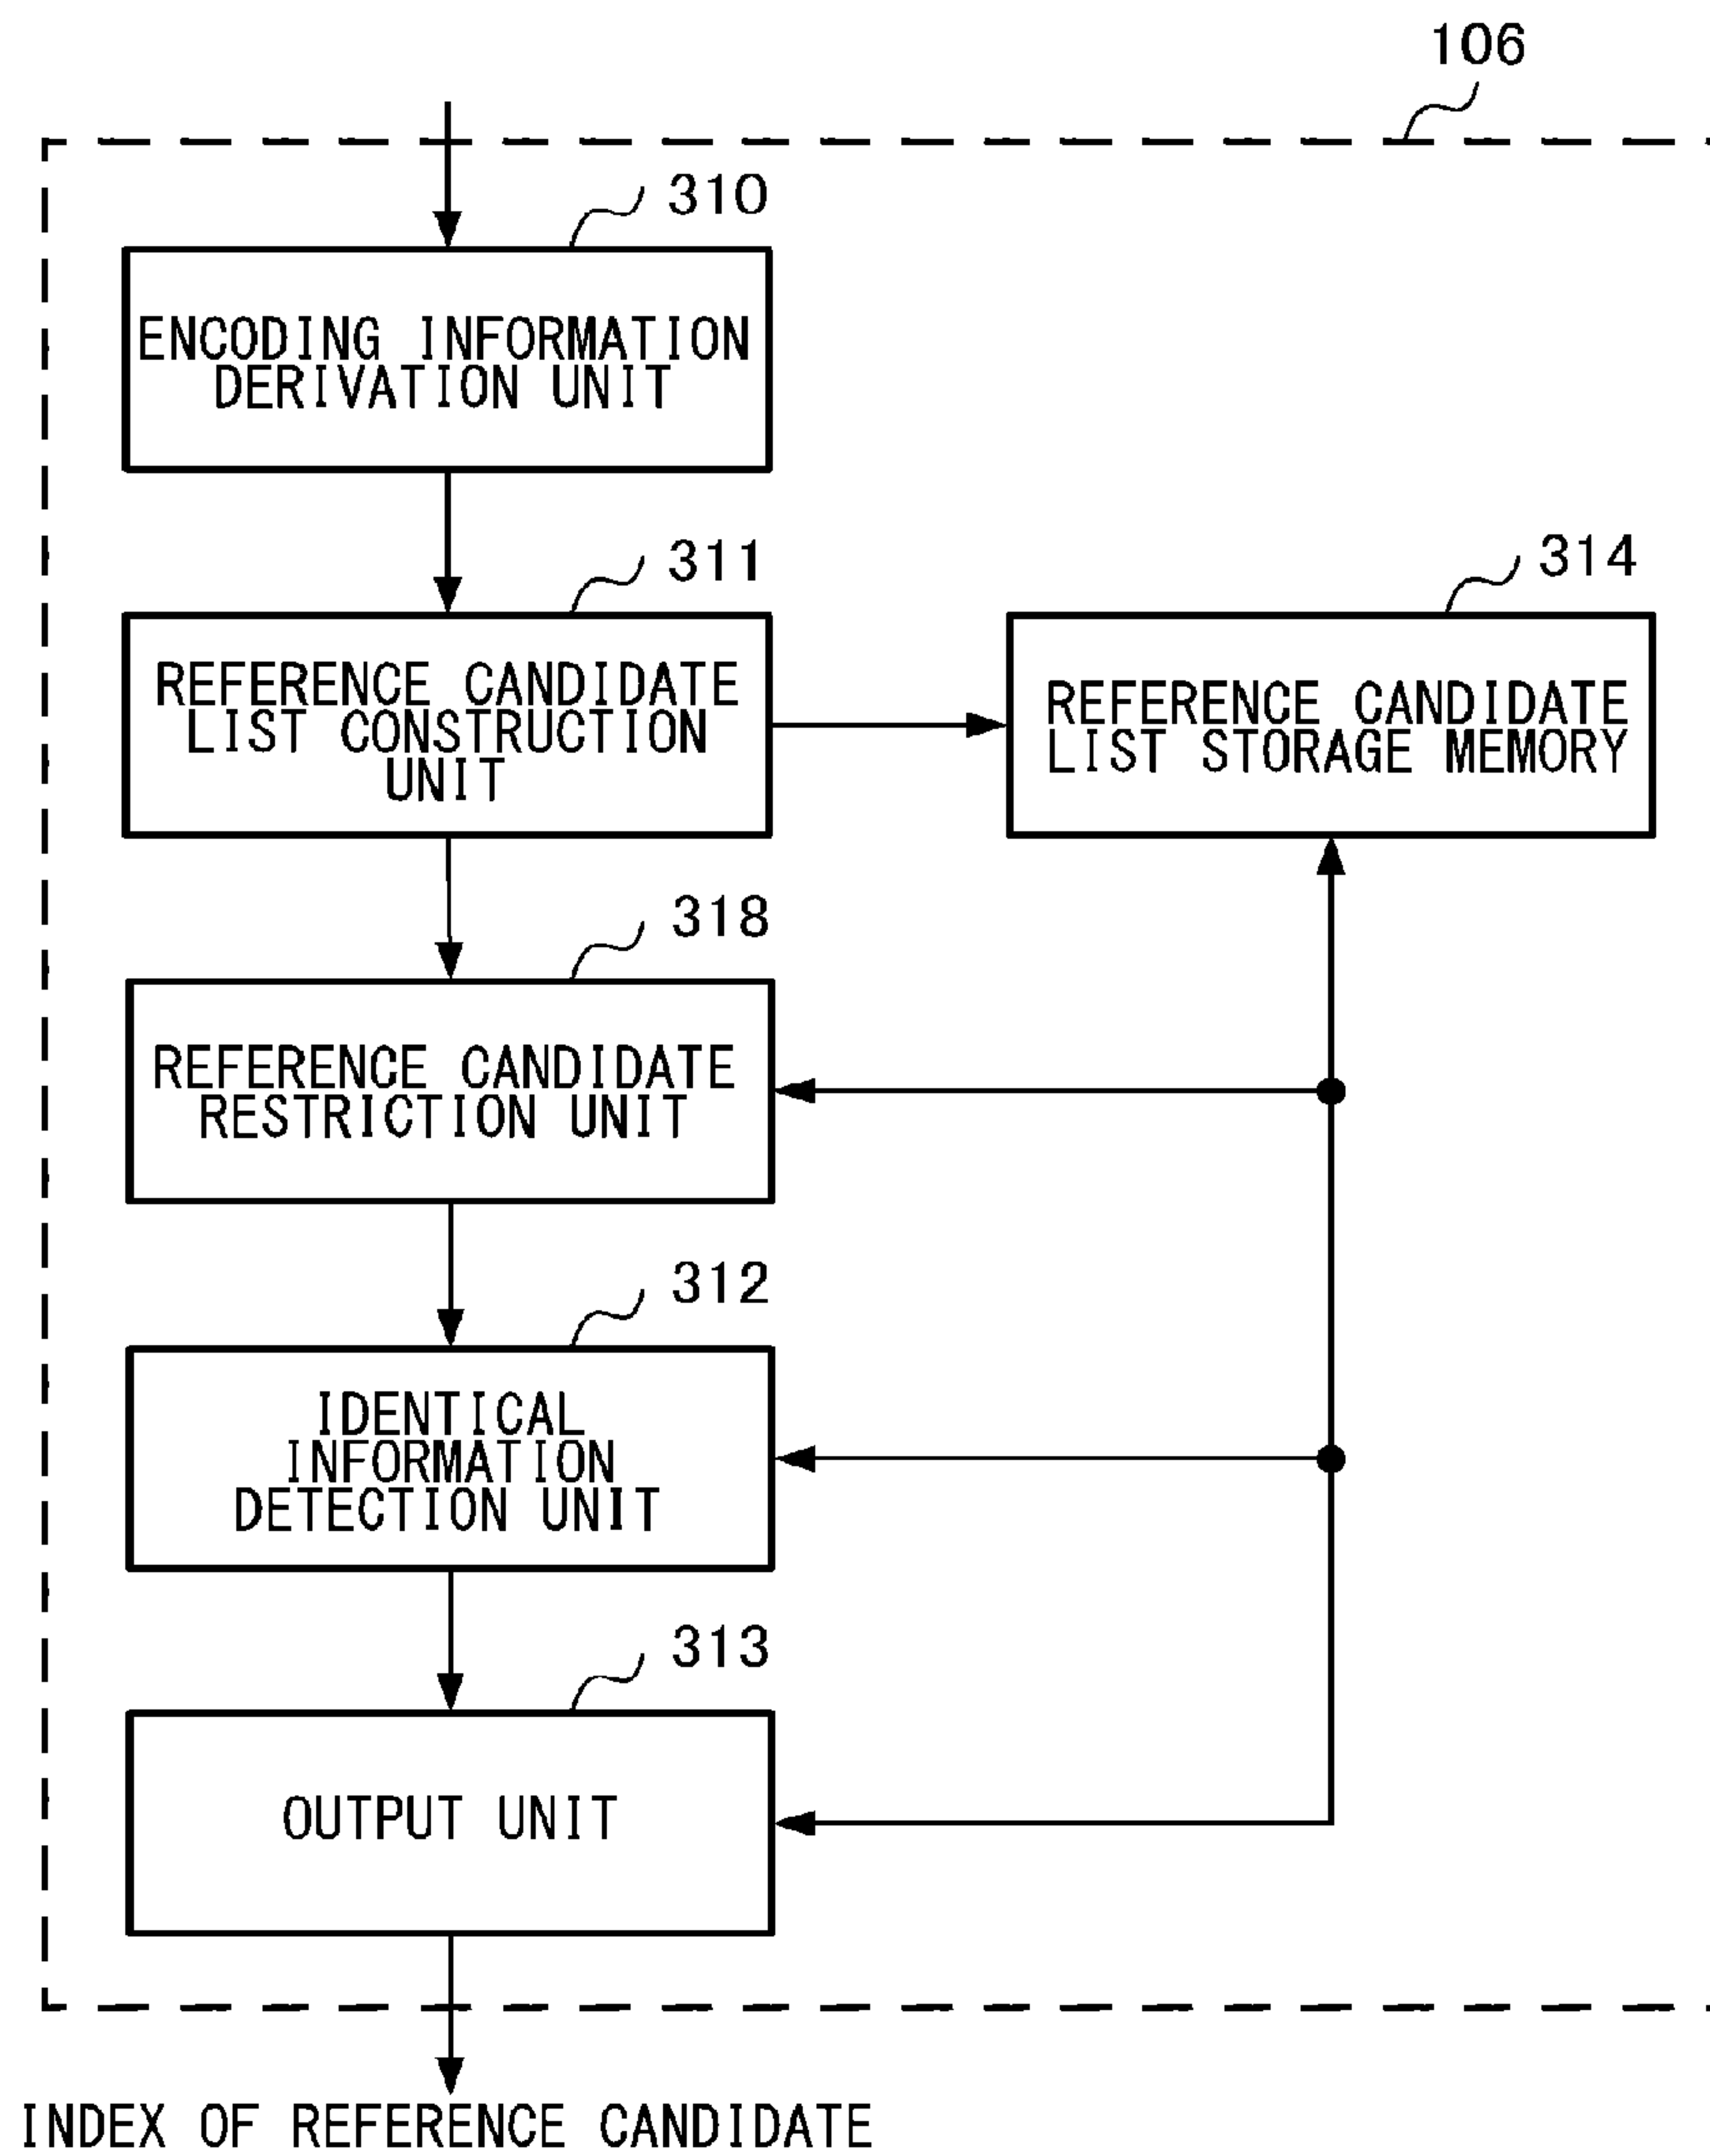 106
310
ENCODING INFORMATION
DERIVATION UNIT
311
REFERENCE CANDIDATE
LIST CONSTRUCTION
UNIT
314
REFERENCE CANDIDATE
LIST STORAGE MEMORY
318
REFERENCE CANDIDATE
RESTRICTION UNIT
312
IDENTICAL
INFORMATION
DETECTION UNIT
313
OUTPUT UNIT
INDEX OF REFERENCE CANDIDATE